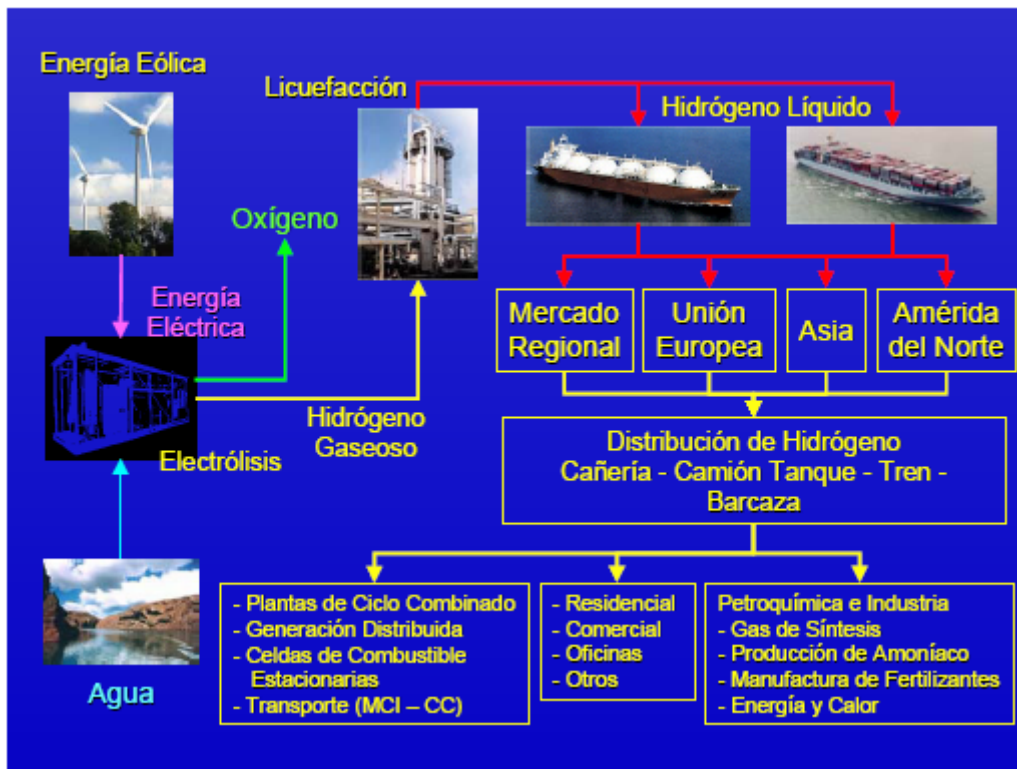 Energía Eólica
Licuefacción
Hidrógeno Líquido
Oxígeno
Energía
Eléctrica
Mercado
Regional
Unión
Europea
Asia
Amérida
del Norte
Hidrógeno
Gaseoso
Electrólisis
Distribución de Hidrógeno
Cañería - Camión Tanque - Tren -
Barcaza
Agua
- Plantas de Ciclo Combinado
- Generación Distribuida
- Celdas de Combustible
Estacionarias
- Transporte (MCI – CC)
- Residencial
- Comercial
- Oficinas
- Otros
Petroquímica e Industria
- Gas de Síntesis
- Producción de Amoníaco
- Manufactura de Fertilizantes
- Energía y Calor